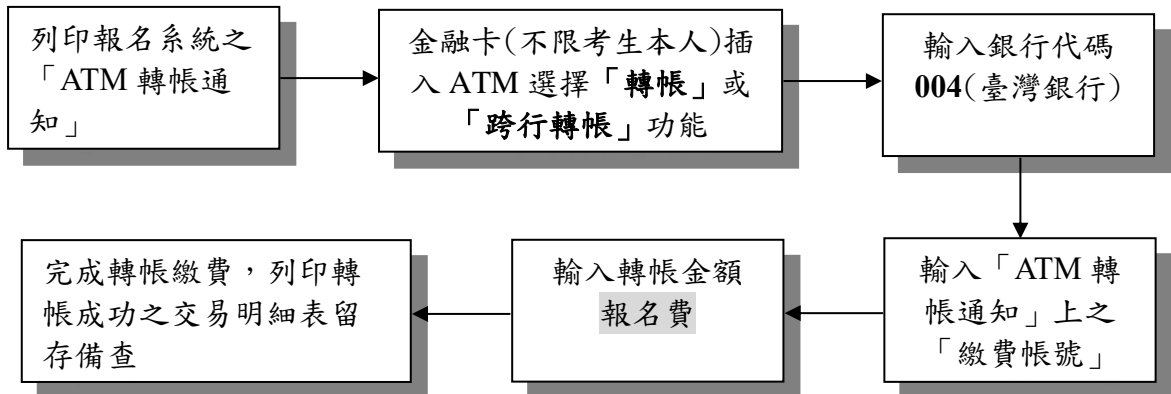 列印報名系統之
「ATM 轉帳通
知」
金融卡(不限考生本人)插
入 ATM 選擇「轉帳」或
「跨行轉帳」功能
輸入銀行代碼
004(臺灣銀行)
輸入「ATM 轉
帳通知」上之
「繳費帳號」
輸入轉帳金額
報名費
完成轉帳繳費，列印轉
帳成功之交易明細表留
存備查